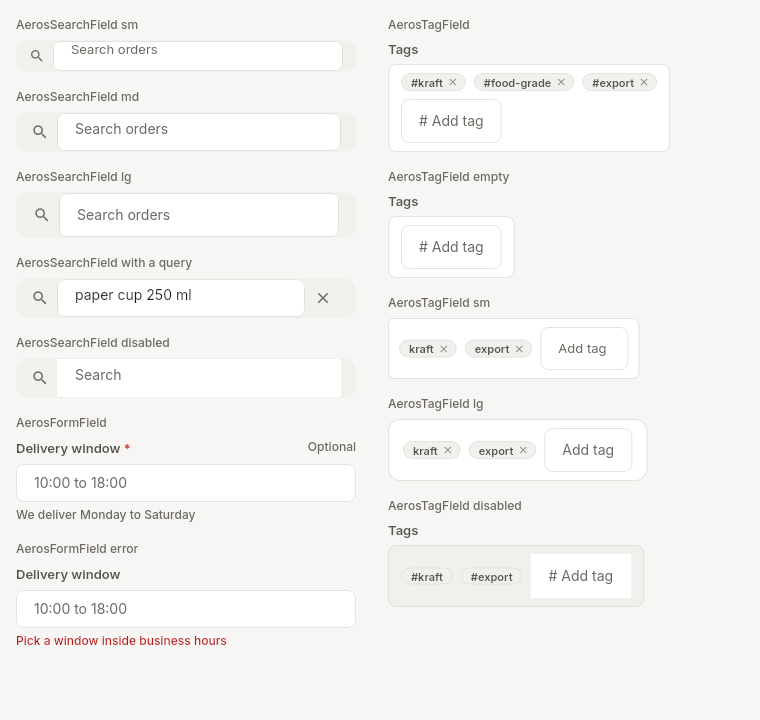 AerosSearchField sm
Search orders
AerosSearchField md
Search orders
AerosSearchField lg
Search orders
AerosSearchField with a query
paper cup 250 ml
AerosSearchField disabled
Search
AerosFormField
Delivery window *
Optional
10:00 to 18:00
We deliver Monday to Saturday
AerosFormField error
Delivery window
10:00 to 18:00
Pick a window inside business hours
AerosTagField
Tags
#kraft #food-grade #export
# Add tag
AerosTagField empty
Tags
# Add tag
AerosTagField sm
kraft export Add tag
AerosTagField lg
kraft export Add tag
AerosTagField disabled
Tags
#kraft #export # Add tag